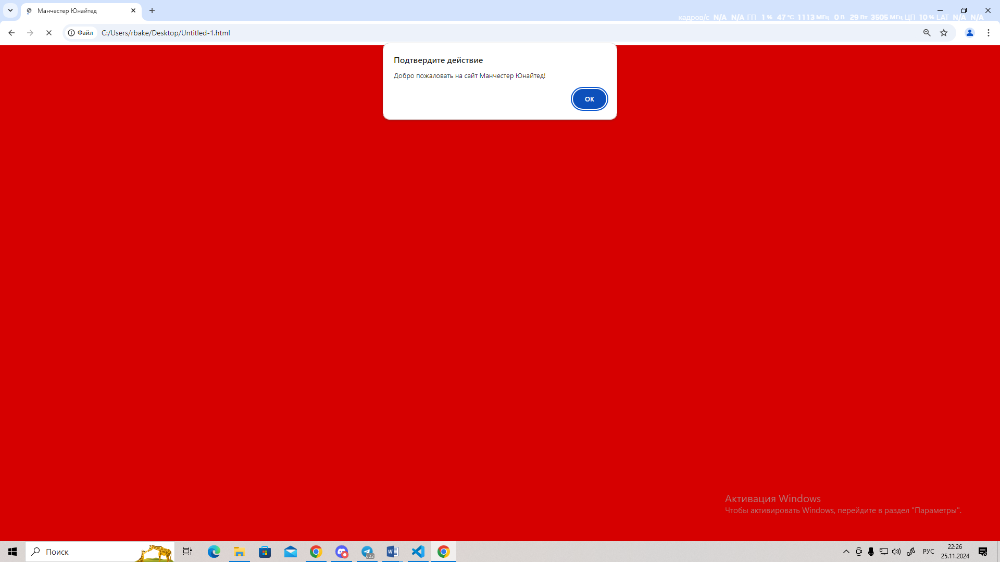 Манчестер Юнайтед
кадров/с N/A N/A ГП 1 % 47 °C 1113 МГц 0 В 29 Вт 3505 МГц ЦП 10 % LAT N/A N/A
Файл C:/Users/rbake/Desktop/Untitled-1.html
Подтвердите действие
Добро пожаловать на сайт Манчестер Юнайтед!
ОК
Активация Windows
Чтобы активировать Windows, перейдите в раздел "Параметры".
Поиск
622
РУС
22:26
25.11.2024